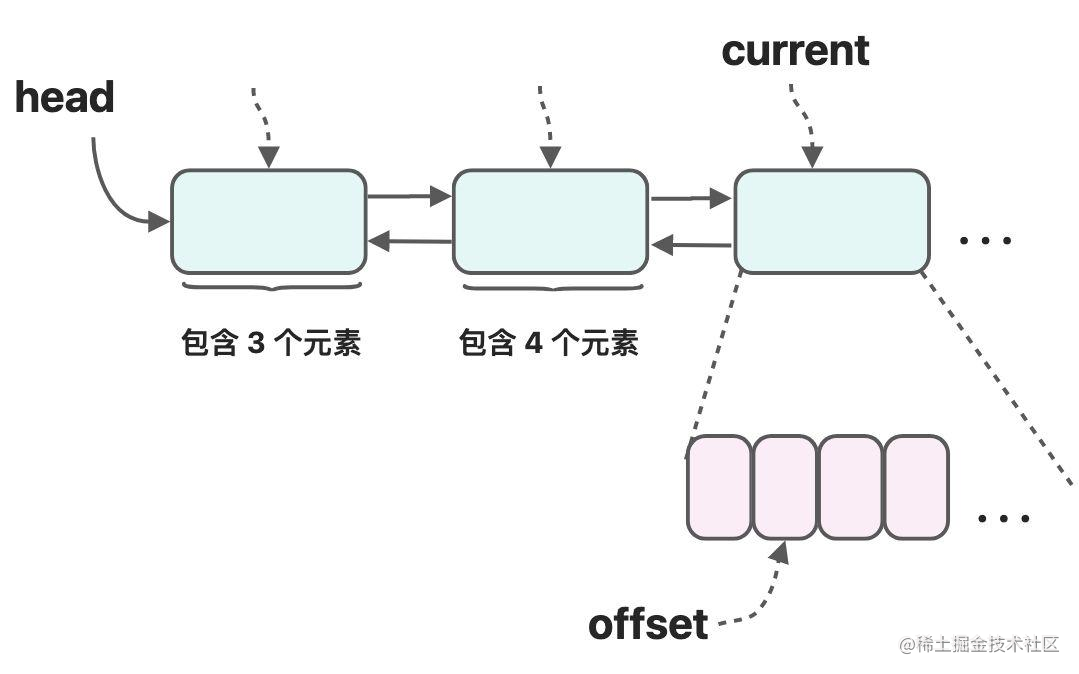 current
head
包含 3 个元素
包含 4 个元素
offset
@稀土掘金技术社区